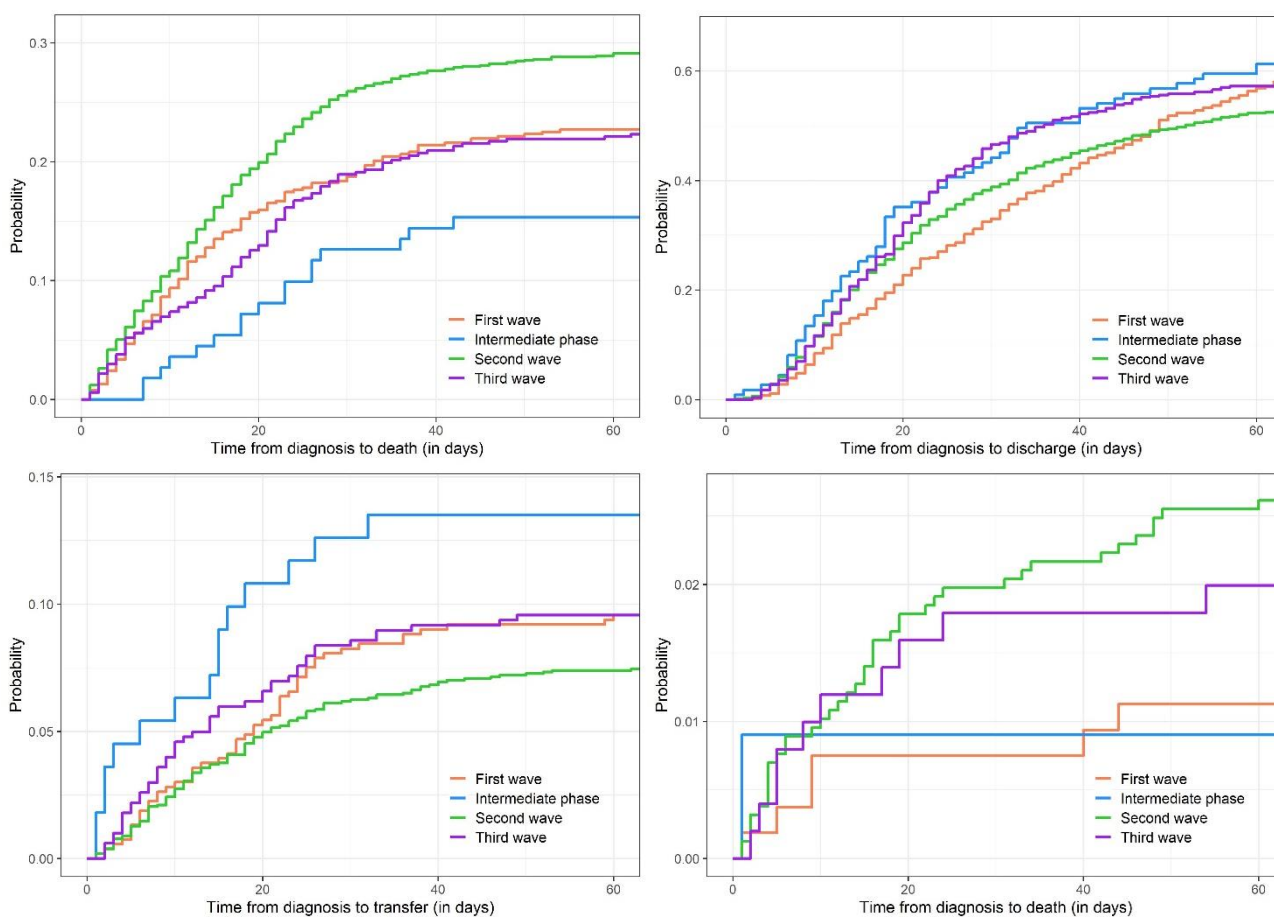 0.3
0.2
0.1
0.0
Probability
First wave
Intermediate phase
Second wave
Third wave
0 20 40 60
Time from diagnosis to death (in days)
0.6
0.4
0.2
0.0
Probability
First wave
Intermediate phase
Second wave
Third wave
0 20 40 60
Time from diagnosis to discharge (in days)
0.15
0.10
0.05
0.00
Probability
First wave
Intermediate phase
Second wave
Third wave
0 20 40 60
Time from diagnosis to transfer (in days)
0.02
0.01
0.00
Probability
First wave
Intermediate phase
Second wave
Third wave
0 20 40 60
Time from diagnosis to death (in days)